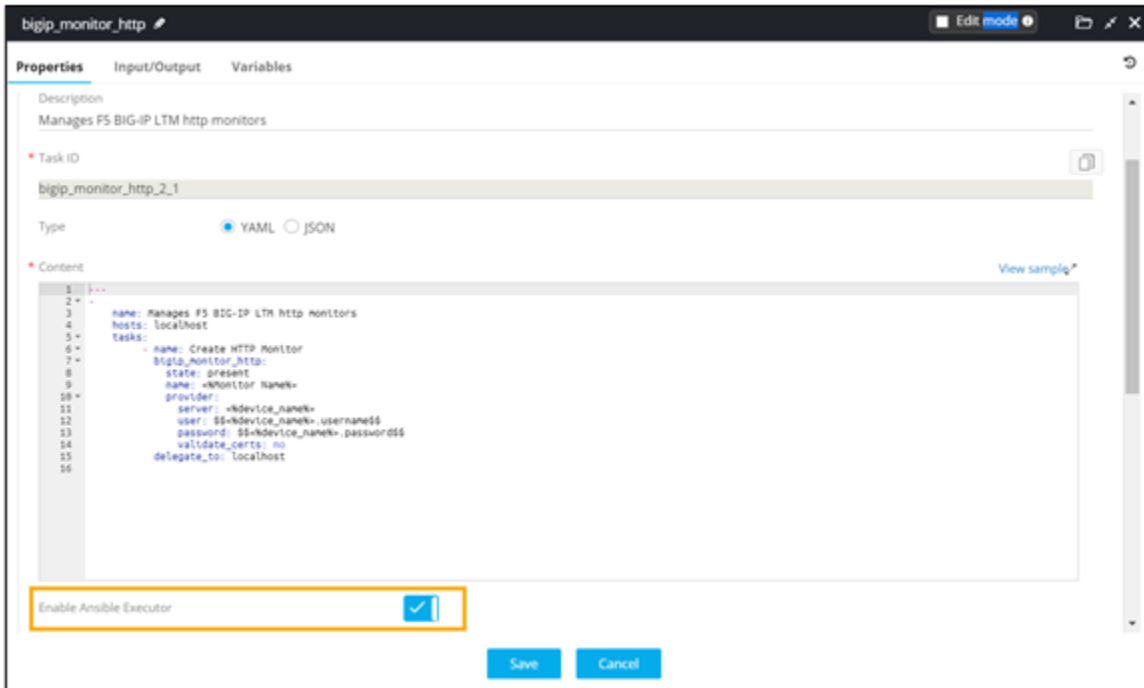 bigip_monitor_http
Edit mode
Properties Input/Output Variables
Description
Manages F5 BIG-IP LTM http monitors
* Task ID
bigip_monitor_http_2_1
Type YAML JSON
* Content View sample
1 ---
2 -
3 name: Manages F5 BIG-IP LTM http monitors
4 hosts: localhost
5 tasks:
6 - name: Create HTTP Monitor
7 bigip_monitor_http:
8 state: present
9 name: <%Monitor Name%>
10 provider:
11 server: <%device_name%>
12 user: $$<%device_name%>.username$$
13 password: $$<%device_name%>.password$$
14 validate_certs: no
15 delegate_to: localhost
16
Enable Ansible Executor
Save Cancel